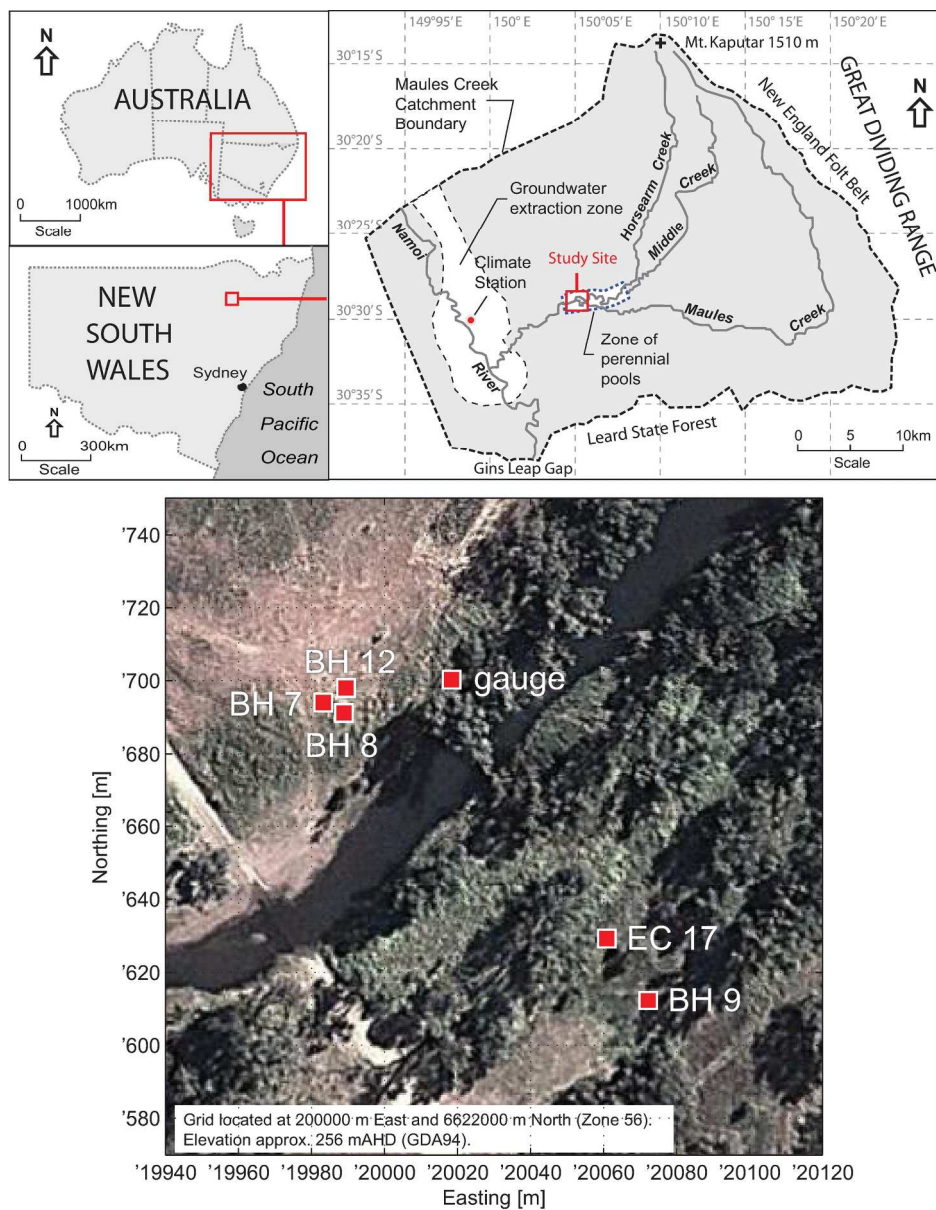 N
AUSTRALIA
0 1000km
Scale
NEW
SOUTH
WALES
Sydney
South
Pacific
Ocean
N
0 300km
Scale
149°95'E 150°E 150°05'E 150°10'E 150°15'E 150°20'E
Mt. Kaputar 1510 m
30°15'S
30°20'S
30°25'S
30°30'S
30°35'S
Maules Creek
Catchment
Boundary
N
GREAT DIVIDING RANGE
New England Folt Belt
Groundwater
extraction zone
Horsearm Creek
Middle Creek
Namoi River
Climate
Station
Study Site
Maules Creek
Zone of
perennial
pools
Leard State Forest
Gins Leap Gap
0 5 10km
Scale
Northing [m]
'740
'720
'700
'680
'660
'640
'620
'600
'580
BH 12
BH 7
BH 8
gauge
EC 17
BH 9
Grid located at 200000 m East and 6622000 m North (Zone 56).
Elevation approx. 256 mAHD (GDA94).
'19940 '19960 '19980 '20000 '20020 '20040 '20060 '20080 '20100 '20120
Easting [m]